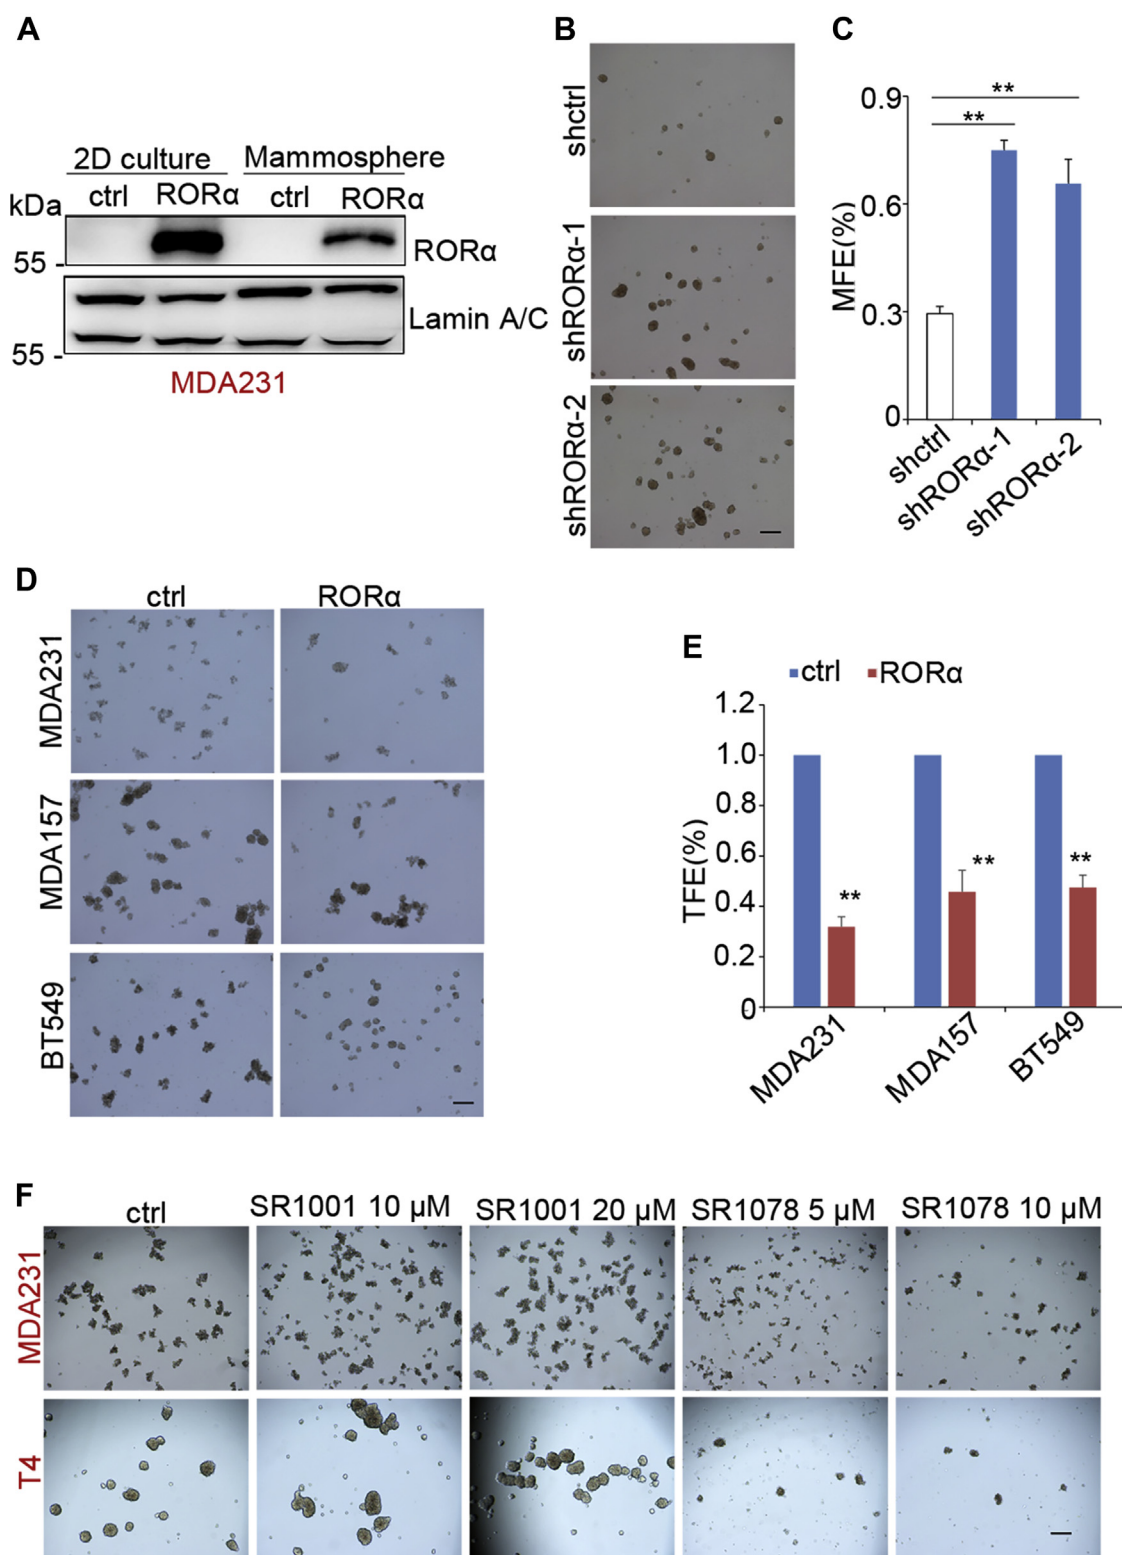 A
2D culture Mammosphere
ctrl RORα ctrl RORα
kDa
RORα
55 -
Lamin A/C
55 -
MDA231
B
shctrl
shRORα-1
shRORα-2
C
MFE(%)
0.9
0.6
0.3
0
**
**
shctrl
shRORα-1
shRORα-2
D
ctrl RORα
MDA231
MDA157
BT549
E
ctrl RORα
TFE(%)
1.2
1.0
0.8
0.6
0.4
0.2
0
**
**
**
MDA231
MDA157
BT549
F
ctrl SR1001 10 μM SR1001 20 μM SR1078 5 μM SR1078 10 μM
MDA231
T4